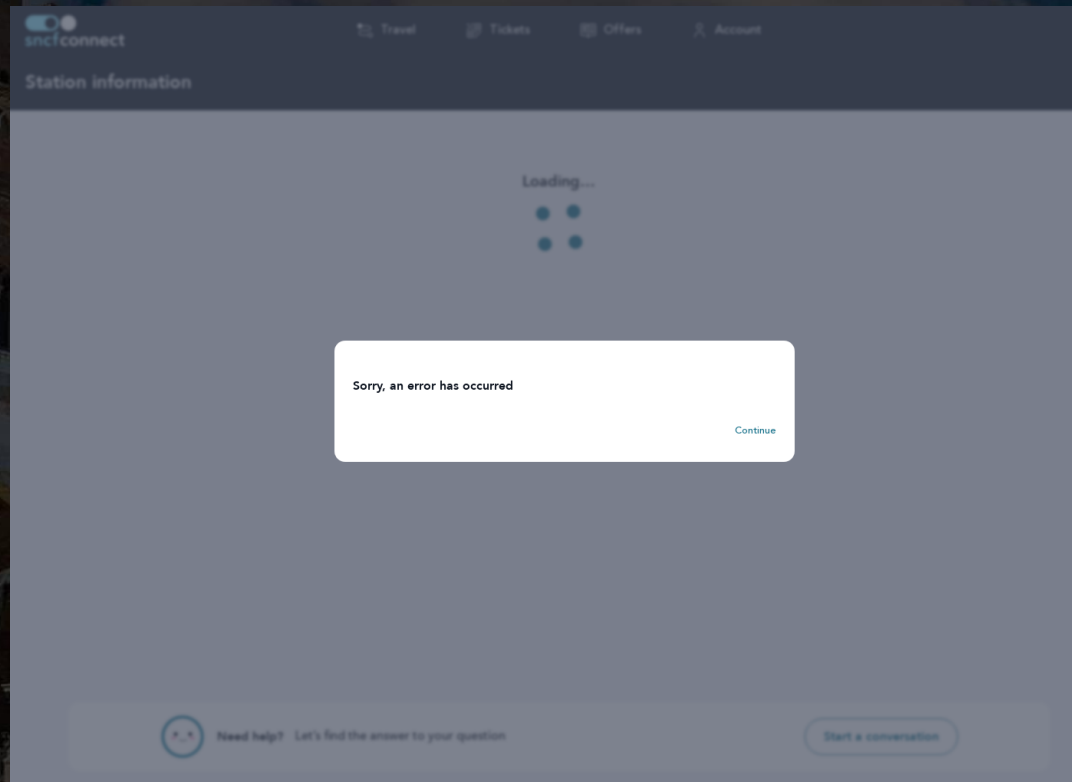 sncfconnect
Travel
Tickets
Offers
Account
Station information
Loading...
Sorry, an error has occurred
Continue
Need help? Let's find the answer to your question
Start a conversation